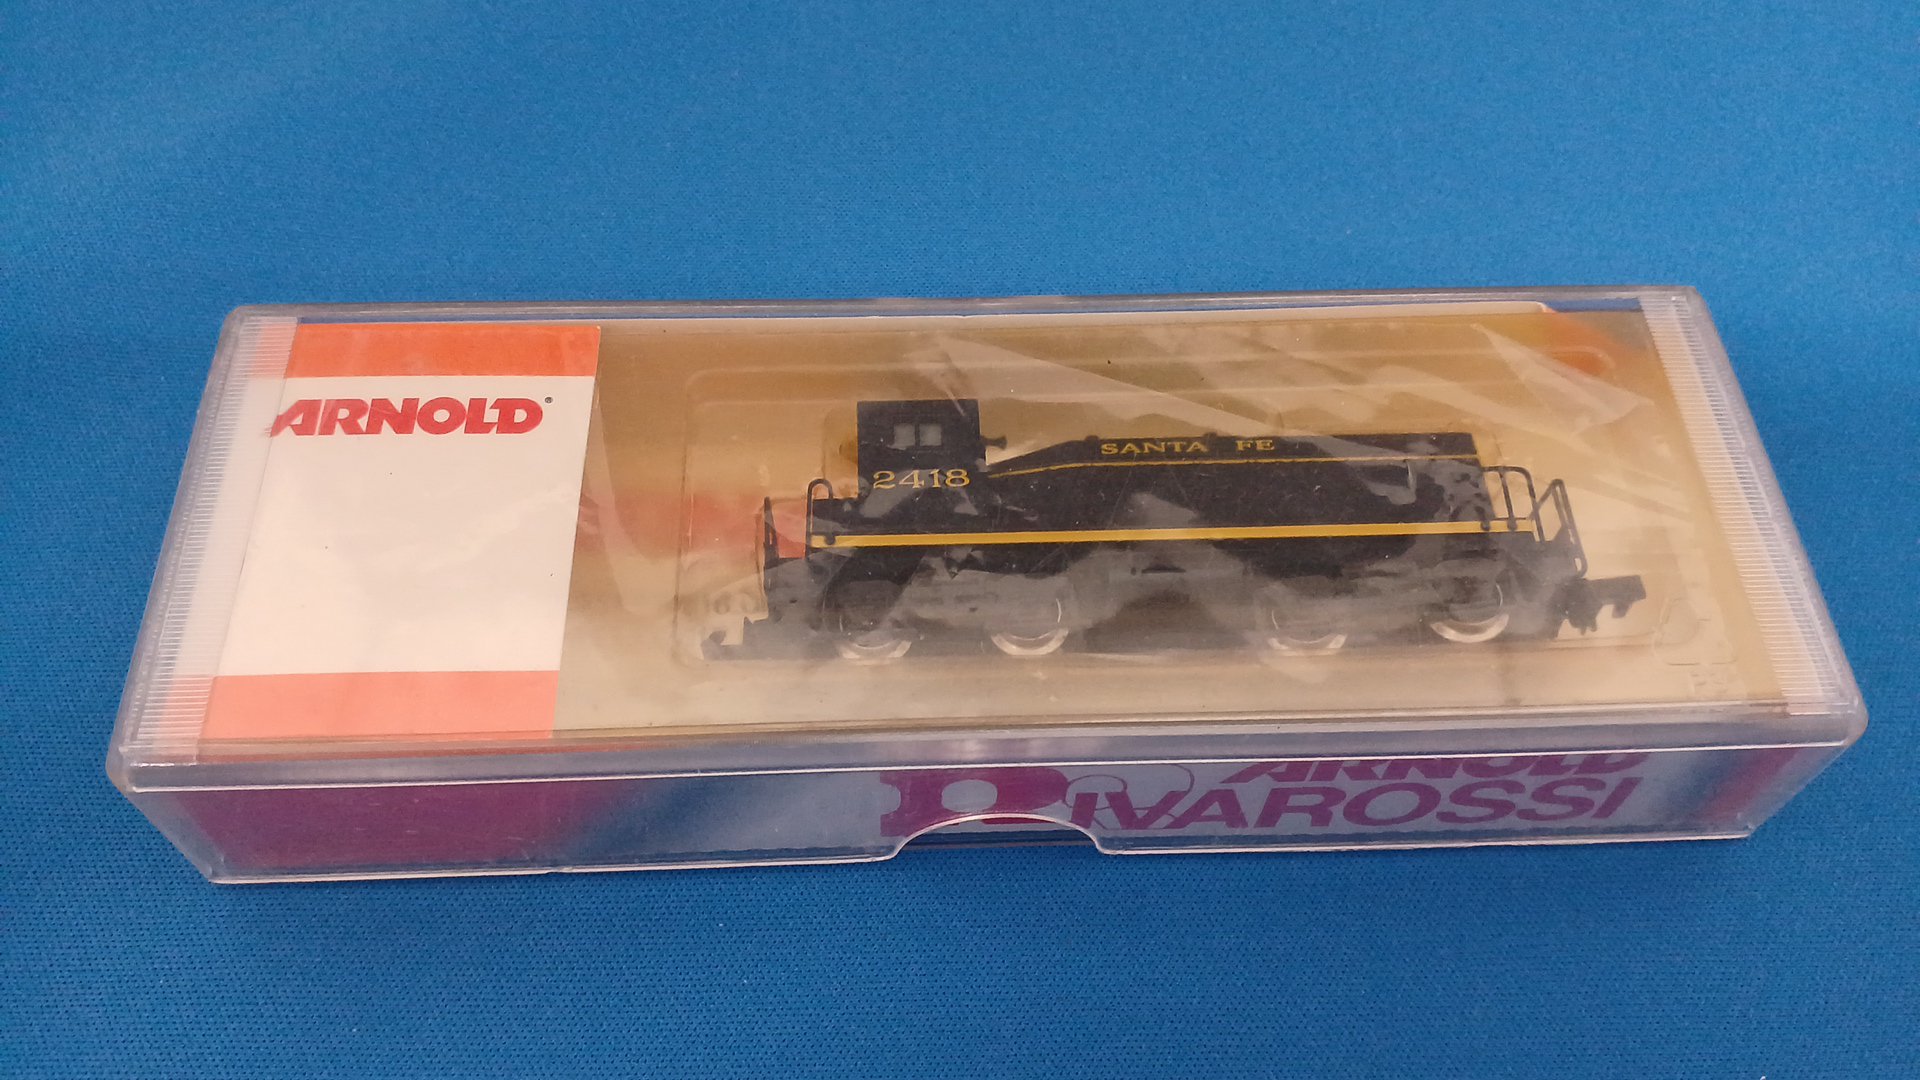 ARNOLD®
SANTA FE
2418
ARNOLD
RIVAROSSI